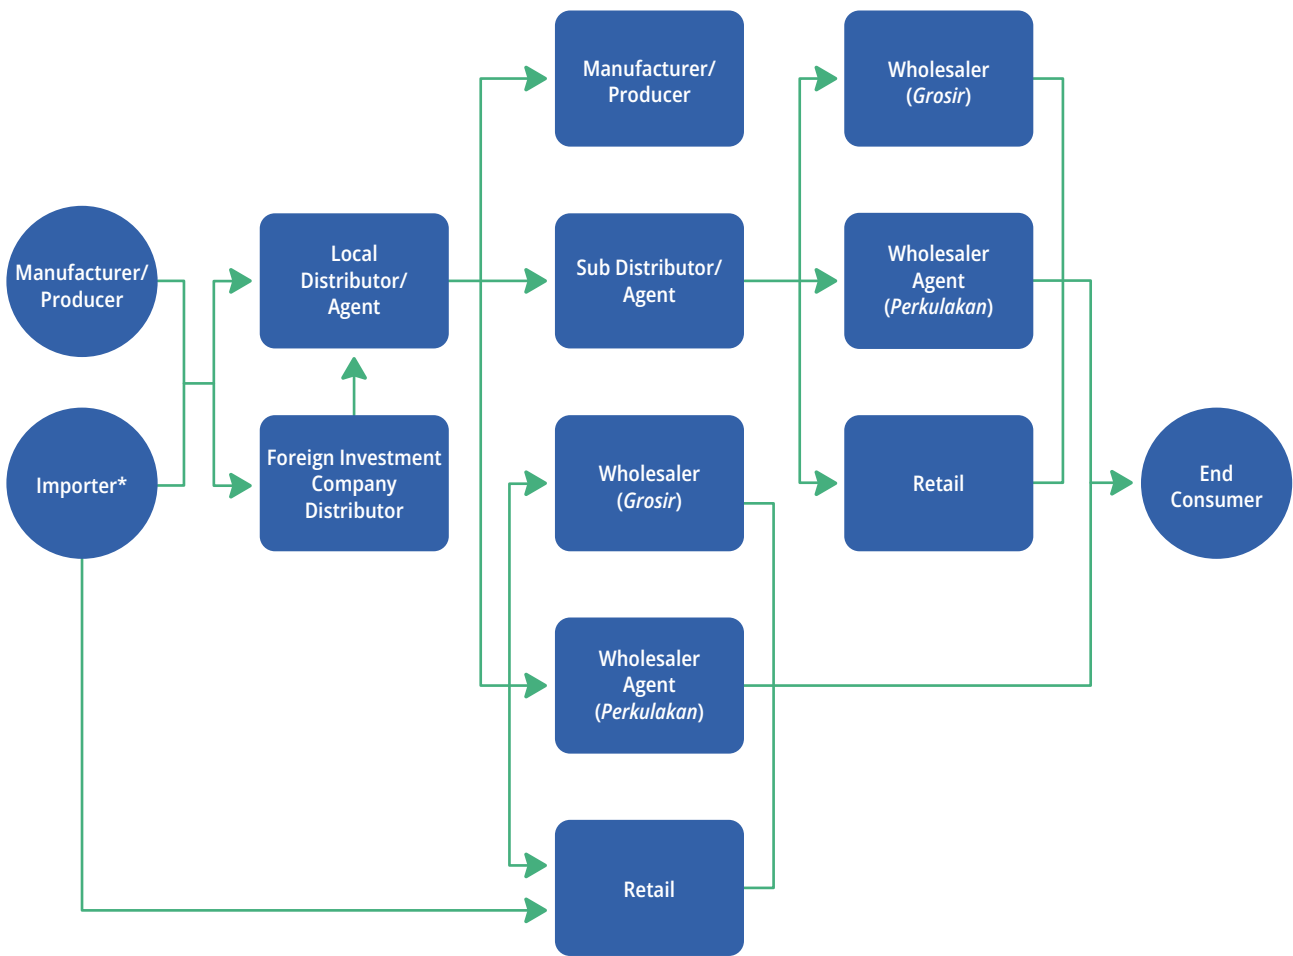 Manufacturer/
Producer
Importer*
Local
Distributor/
Agent
Foreign Investment
Company
Distributor
Manufacturer/
Producer
Sub Distributor/
Agent
Wholesaler
(Grosir)
Wholesaler
Agent
(Perkulakan)
Retail
Wholesaler
(Grosir)
Wholesaler
Agent
(Perkulakan)
Retail
End
Consumer